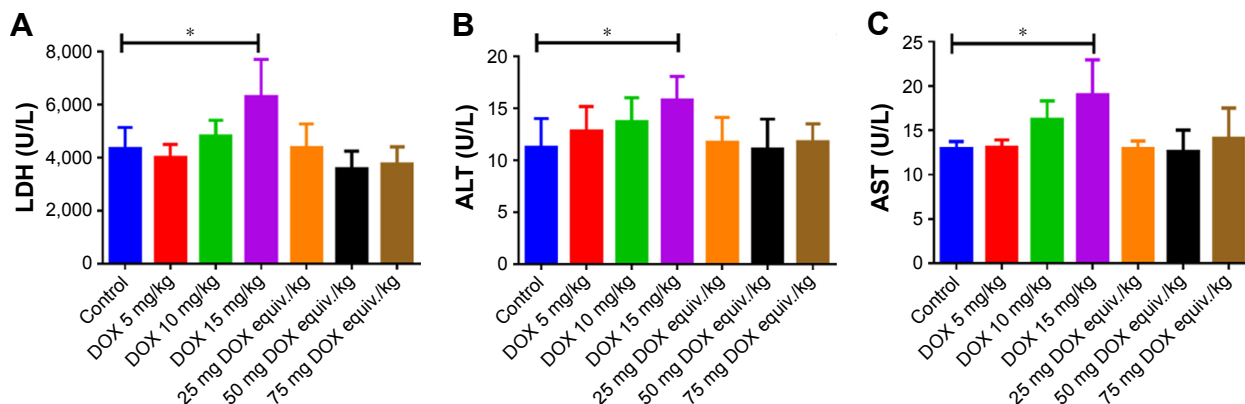 A
LDH (U/L)
8,000
6,000
4,000
2,000
0
*
Control
DOX 5 mg/kg
DOX 10 mg/kg
DOX 15 mg/kg
25 mg DOX equiv./kg
50 mg DOX equiv./kg
75 mg DOX equiv./kg
B
ALT (U/L)
20
15
10
5
0
*
Control
DOX 5 mg/kg
DOX 10 mg/kg
DOX 15 mg/kg
25 mg DOX equiv./kg
50 mg DOX equiv./kg
75 mg DOX equiv./kg
C
AST (U/L)
25
20
15
10
5
0
*
Control
DOX 5 mg/kg
DOX 10 mg/kg
DOX 15 mg/kg
25 mg DOX equiv./kg
50 mg DOX equiv./kg
75 mg DOX equiv./kg